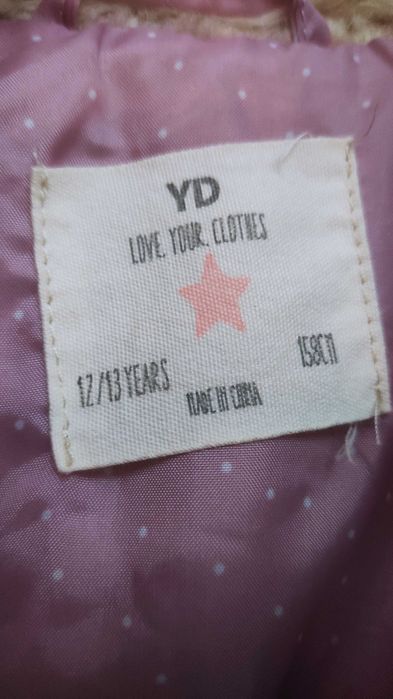 YD
LOVE. YOUR. CLOTHES
12/13 YEARS
158CM
MADE IN CHINA